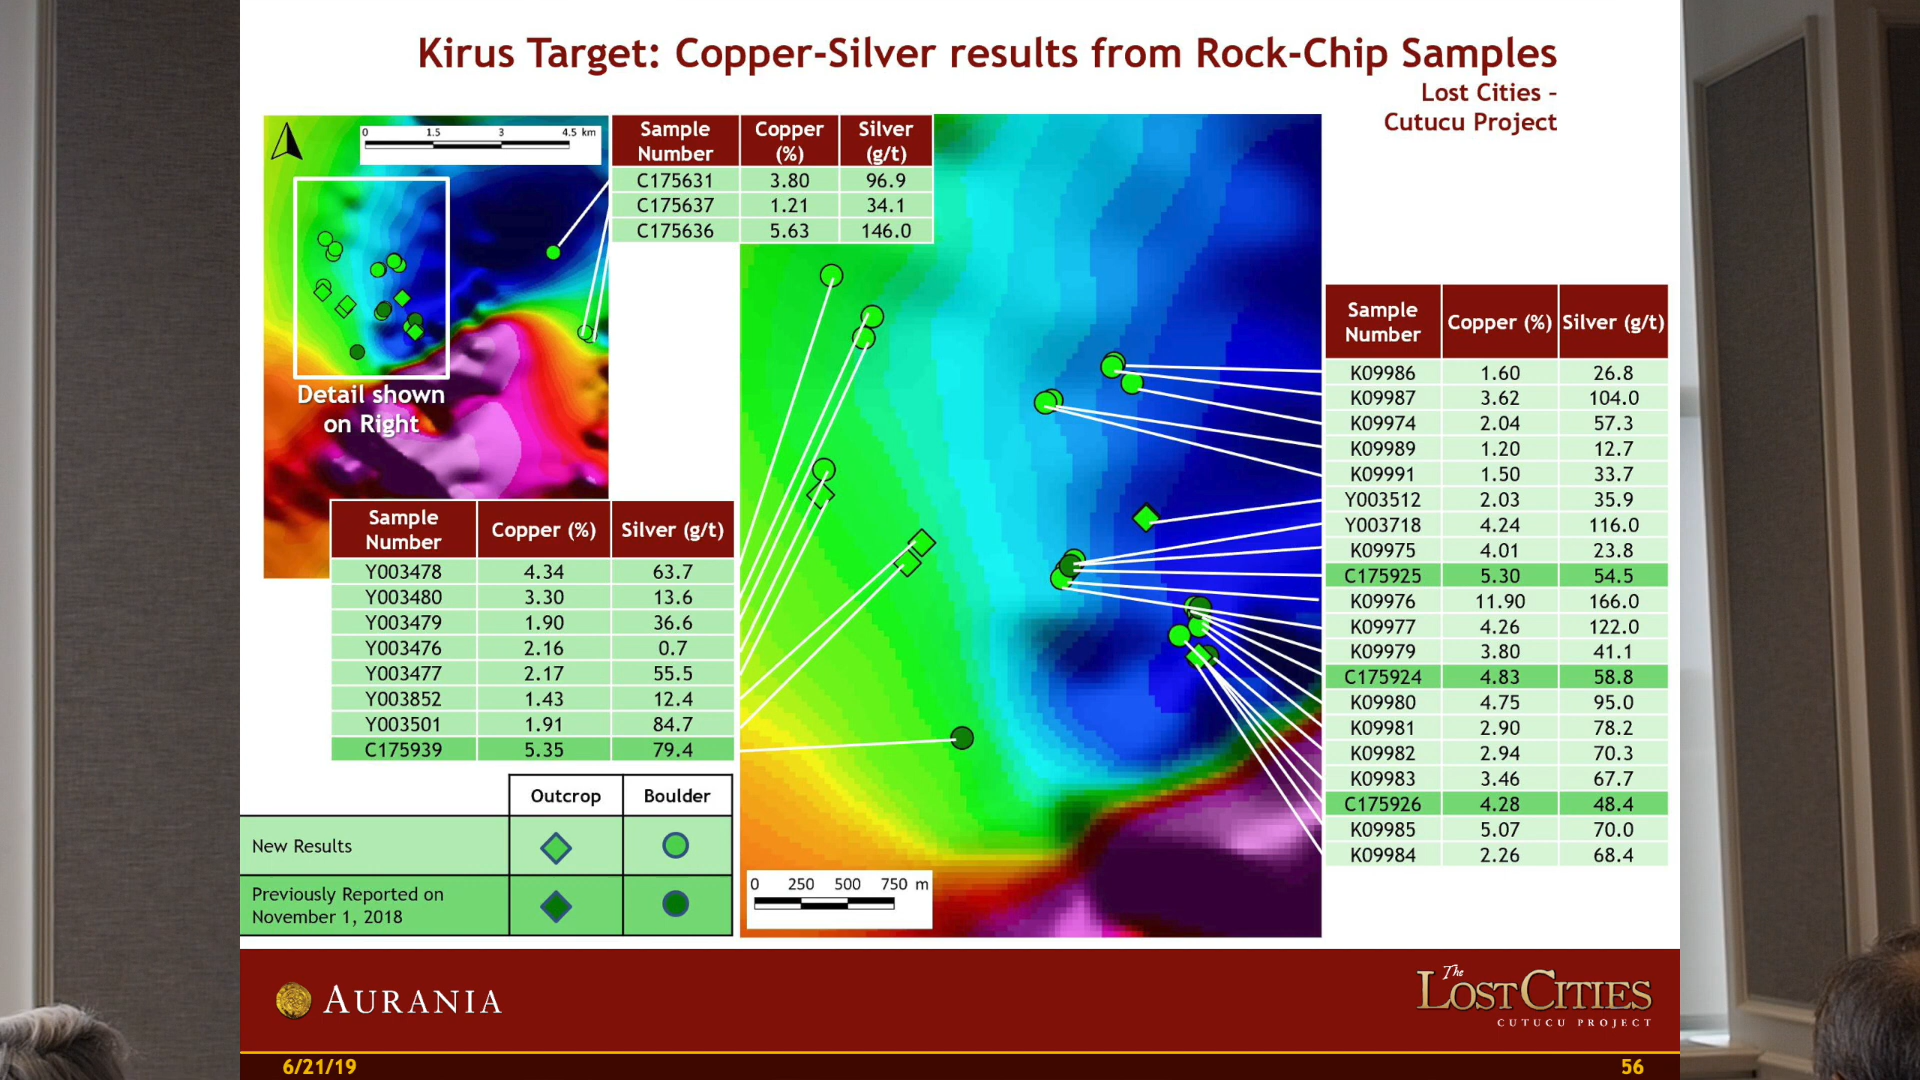 Kirus Target: Copper-Silver results from Rock-Chip Samples
Lost Cities -
Cutucu Project
0 1.5 3 4.5 km
Detail shown
on Right
Sample Number Copper (%) Silver (g/t)
C175631 3.80 96.9
C175637 1.21 34.1
C175636 5.63 146.0
Sample Number Copper (%) Silver (g/t)
Y003478 4.34 63.7
Y003480 3.30 13.6
Y003479 1.90 36.6
Y003476 2.16 0.7
Y003477 2.17 55.5
Y003852 1.43 12.4
Y003501 1.91 84.7
C175939 5.35 79.4
Outcrop Boulder
New Results
Previously Reported on
November 1, 2018
0 250 500 750 m
Sample Number Copper (%) Silver (g/t)
K09986 1.60 26.8
K09987 3.62 104.0
K09974 2.04 57.3
K09989 1.20 12.7
K09991 1.50 33.7
Y003512 2.03 35.9
Y003718 4.24 116.0
K09975 4.01 23.8
C175925 5.30 54.5
K09976 11.90 166.0
K09977 4.26 122.0
K09979 3.80 41.1
C175924 4.83 58.8
K09980 4.75 95.0
K09981 2.90 78.2
K09982 2.94 70.3
K09983 3.46 67.7
C175926 4.28 48.4
K09985 5.07 70.0
K09984 2.26 68.4
AURANIA
The
LOST CITIES
CUTUCU PROJECT
6/21/19
56